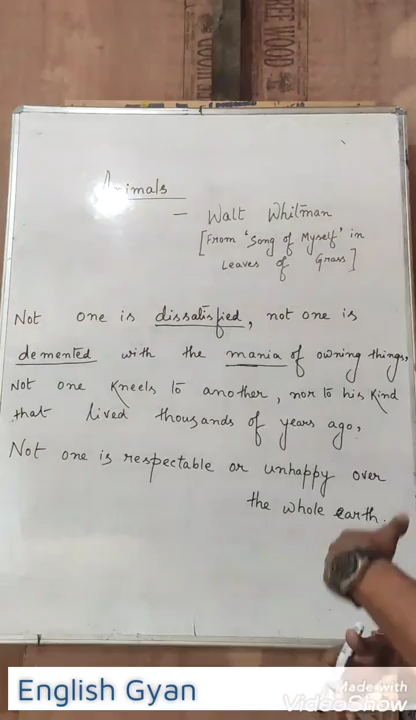 Animals
– Walt Whitman
[From 'Song of Myself' in
Leaves of Grass]
Not one is dissatisfied, not one is
demented with the mania of owning things,
Not one kneels to another, nor to his kind
that lived thousands of years ago,
Not one is respectable or unhappy over
the whole earth.
English Gyan
Made with
VideoShow